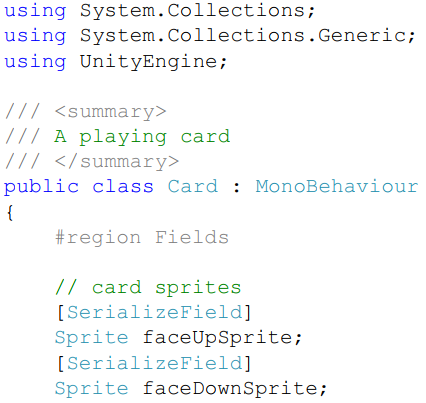 using System.Collections;
using System.Collections.Generic;
using UnityEngine;
/// <summary>
/// A playing card
/// </summary>
public class Card : MonoBehaviour
{
#region Fields
// card sprites
[SerializeField]
Sprite faceUpSprite;
[SerializeField]
Sprite faceDownSprite;